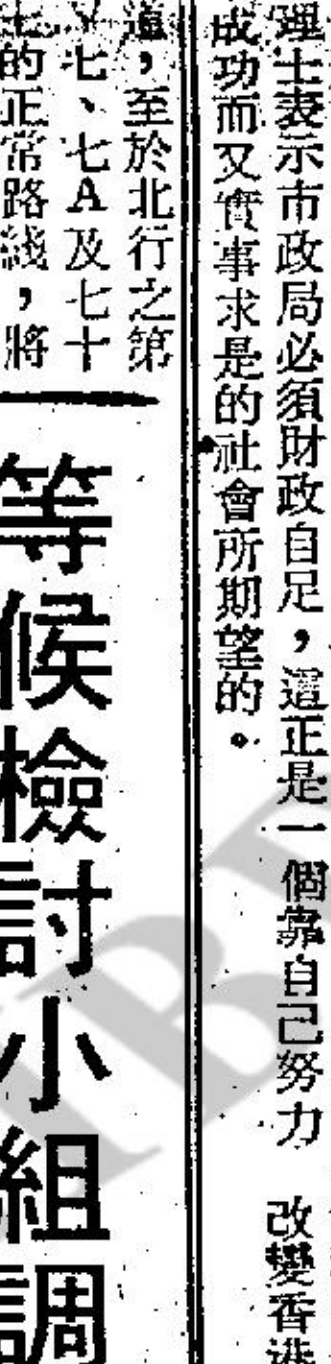 理士表示市政局必須財政自足，這正是一個靠自己努力
成功而又實事求是的社會所期望的。
改變香港
道，至於北行之第
七、七A及七十
的正常路綫，將
等候檢討小組調